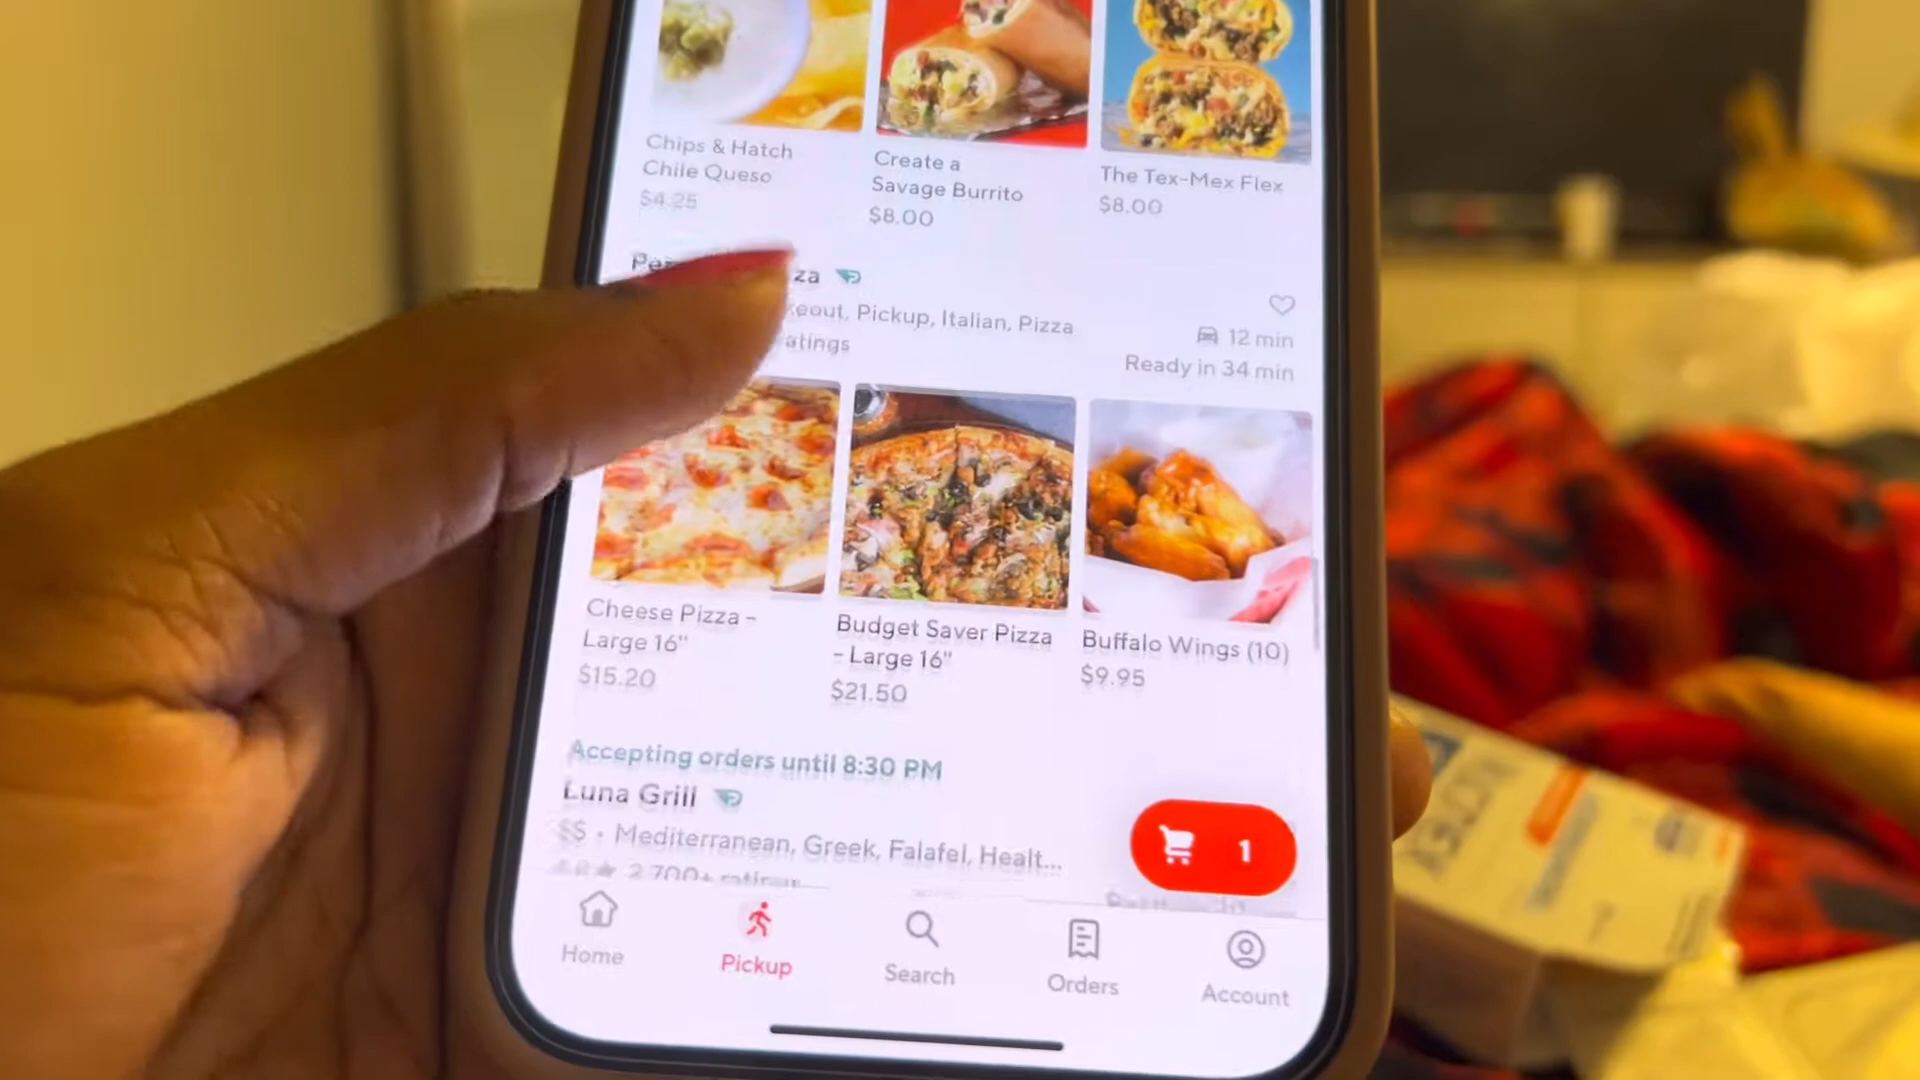 Chips & Hatch
Chile Queso
$4.25
Create a
Savage Burrito
$8.00
The Tex-Mex Flex
$8.00
za
Pickup, Italian, Pizza
12 min
Ready in 34 min
Cheese Pizza -
Large 16"
$15.20
Budget Saver Pizza
- Large 16"
$21.50
Buffalo Wings (10)
$9.95
Accepting orders until 8:30 PM
Luna Grill
$$ • Mediterranean, Greek, Falafel, Healt...
2,700+ ratings
1
Home
Pickup
Search
Orders
Account